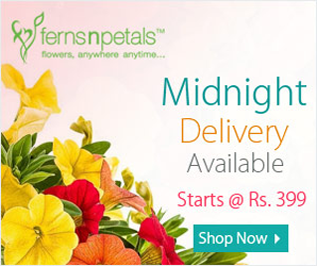 fernsnpetals™
flowers, anywhere anytime...
Midnight
Delivery
Available
Starts @ Rs. 399
Shop Now